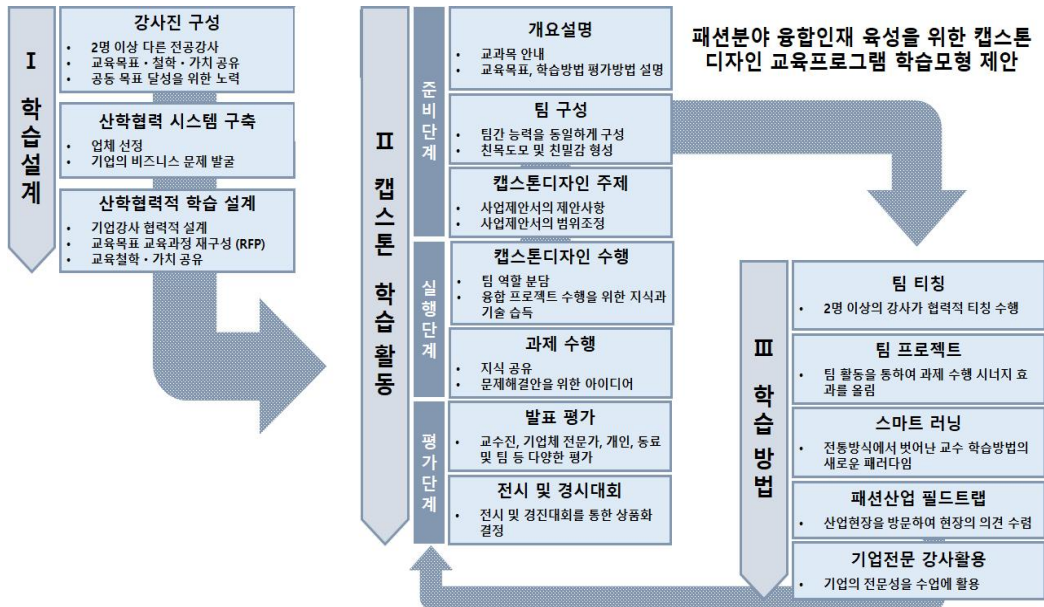 패션분야 융합인재 육성을 위한 캡스톤
디자인 교육프로그램 학습모형 제안
Ⅰ 학습설계
강사진 구성
• 2명 이상 다른 전공강사
• 교육목표・철학・가치 공유
• 공동 목표 달성을 위한 노력
산학협력 시스템 구축
• 업체 선정
• 기업의 비즈니스 문제 발굴
산학협력적 학습 설계
• 기업강사 협력적 설계
• 교육목표 교육과정 재구성 (RFP)
• 교육철학・가치 공유
Ⅱ 캡스톤 학습활동
준비단계
개요설명
• 교과목 안내
• 교육목표, 학습방법 평가방법 설명
팀 구성
• 팀간 능력을 동일하게 구성
• 친목도모 및 친밀감 형성
캡스톤디자인 주제
• 사업제안서의 제안사항
• 사업제안서의 범위조정
실행단계
캡스톤디자인 수행
• 팀 역할 분담
• 융합 프로젝트 수행을 위한 지식과
기술 습득
과제 수행
• 지식 공유
• 문제해결안을 위한 아이디어
평가단계
발표 평가
• 교수진, 기업체 전문가, 개인, 동료
및 팀 등 다양한 평가
전시 및 경시대회
• 전시 및 경진대회를 통한 상품화
결정
Ⅲ 학습방법
팀 티칭
• 2명 이상의 강사가 협력적 티칭 수행
팀 프로젝트
• 팀 활동을 통하여 과제 수행 시너지 효
과를 올림
스마트 러닝
• 전통방식에서 벗어난 교수 학습방법의
새로운 패러다임
패션산업 필드트랩
• 산업현장을 방문하여 현장의 의견 수렴
기업전문 강사활용
• 기업의 전문성을 수업에 활용